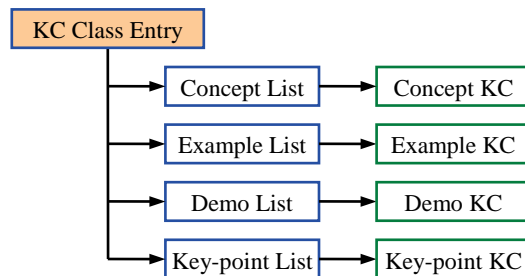 KC Class Entry
Concept List
Concept KC
Example List
Example KC
Demo List
Demo KC
Key-point List
Key-point KC